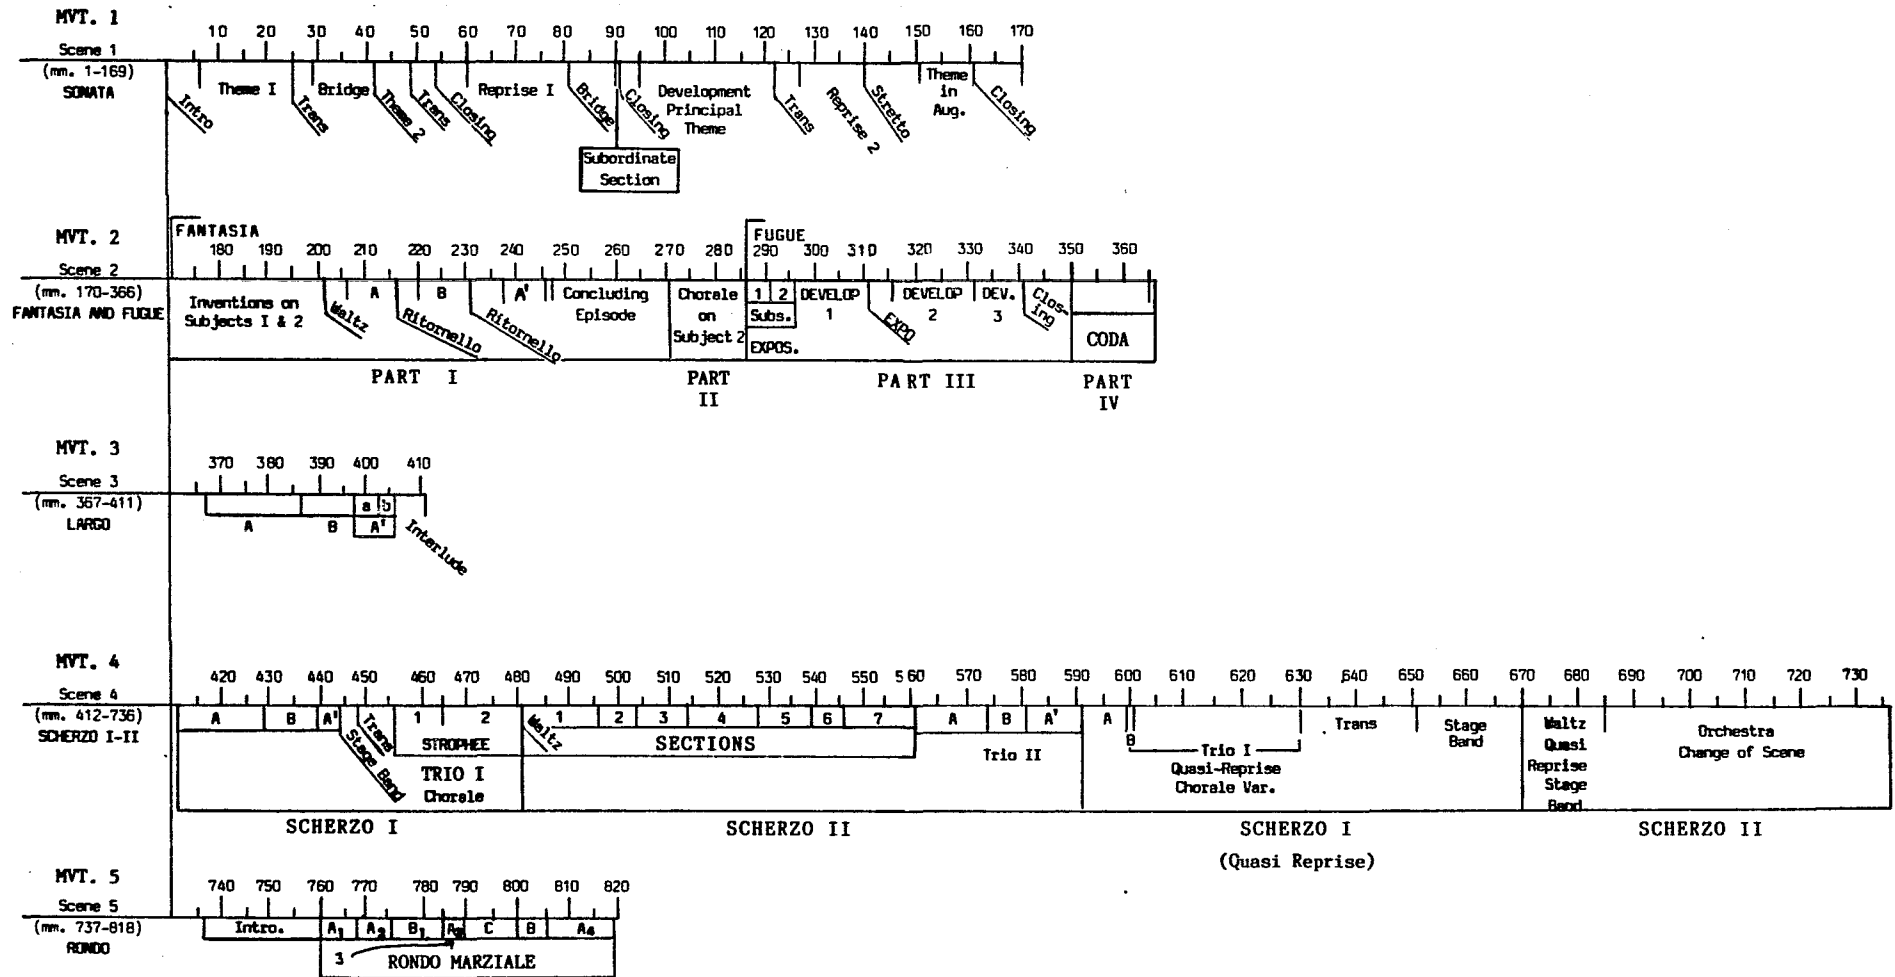 MVT. 1
10 20 30 40 50 60 70 80 90 100 110 120 130 140 150 160 170
Scene 1
(mm. 1-169)
SONATA
Intro
Theme I
Trans
Bridge
Theme 2
Trans
Closing
Reprise I
Bridge
Closing
Development
Principal
Theme
Trans
Reprise 2
Stretto
Theme
in
Aug.
Closing
Subordinate
Section
MVT. 2
FANTASIA
FUGUE
180 190 200 210 220 230 240 250 260 270 280 290 300 310 320 330 340 350 360
Scene 2
(mm. 170-366)
FANTASIA AND FUGUE
Inventions on
Subjects I & 2
Waltz
A
Ritornello
B
Ritornello
A'
Concluding
Episode
Chorale
on
Subject 2
1 2
Subs.
EXPOS.
DEVELOP
1
EXPO
DEVELOP
2
DEV.
3
Clos-
ing
CODA
PART I
PART
II
PART III
PART
IV
MVT. 3
370 380 390 400 410
Scene 3
(mm. 367-411)
LARGO
a b
A B A'
Interlude
MVT. 4
420 430 440 450 460 470 480 490 500 510 520 530 540 550 560 570 580 590 600 610 620 630 640 650 660 670 680 690 700 710 720 730
Scene 4
(mm. 412-736)
SCHERZO I-II
A B A'
Trans
Stage Band
1 2
STROPHEE
TRIO I
Chorale
Waltz
1 2 3 4 5 6 7
SECTIONS
A B A'
Trio II
A
B
Trio I
Quasi-Reprise
Chorale Var.
Trans
Stage
Band
Waltz
Quasi
Reprise
Stage
Band
Orchestra
Change of Scene
SCHERZO I
SCHERZO II
SCHERZO I
(Quasi Reprise)
SCHERZO II
MVT. 5
740 750 760 770 780 790 800 810 820
Scene 5
(mm. 737-818)
RONDO
Intro. A1 A2 B1 A3 C B A4
3
RONDO MARZIALE